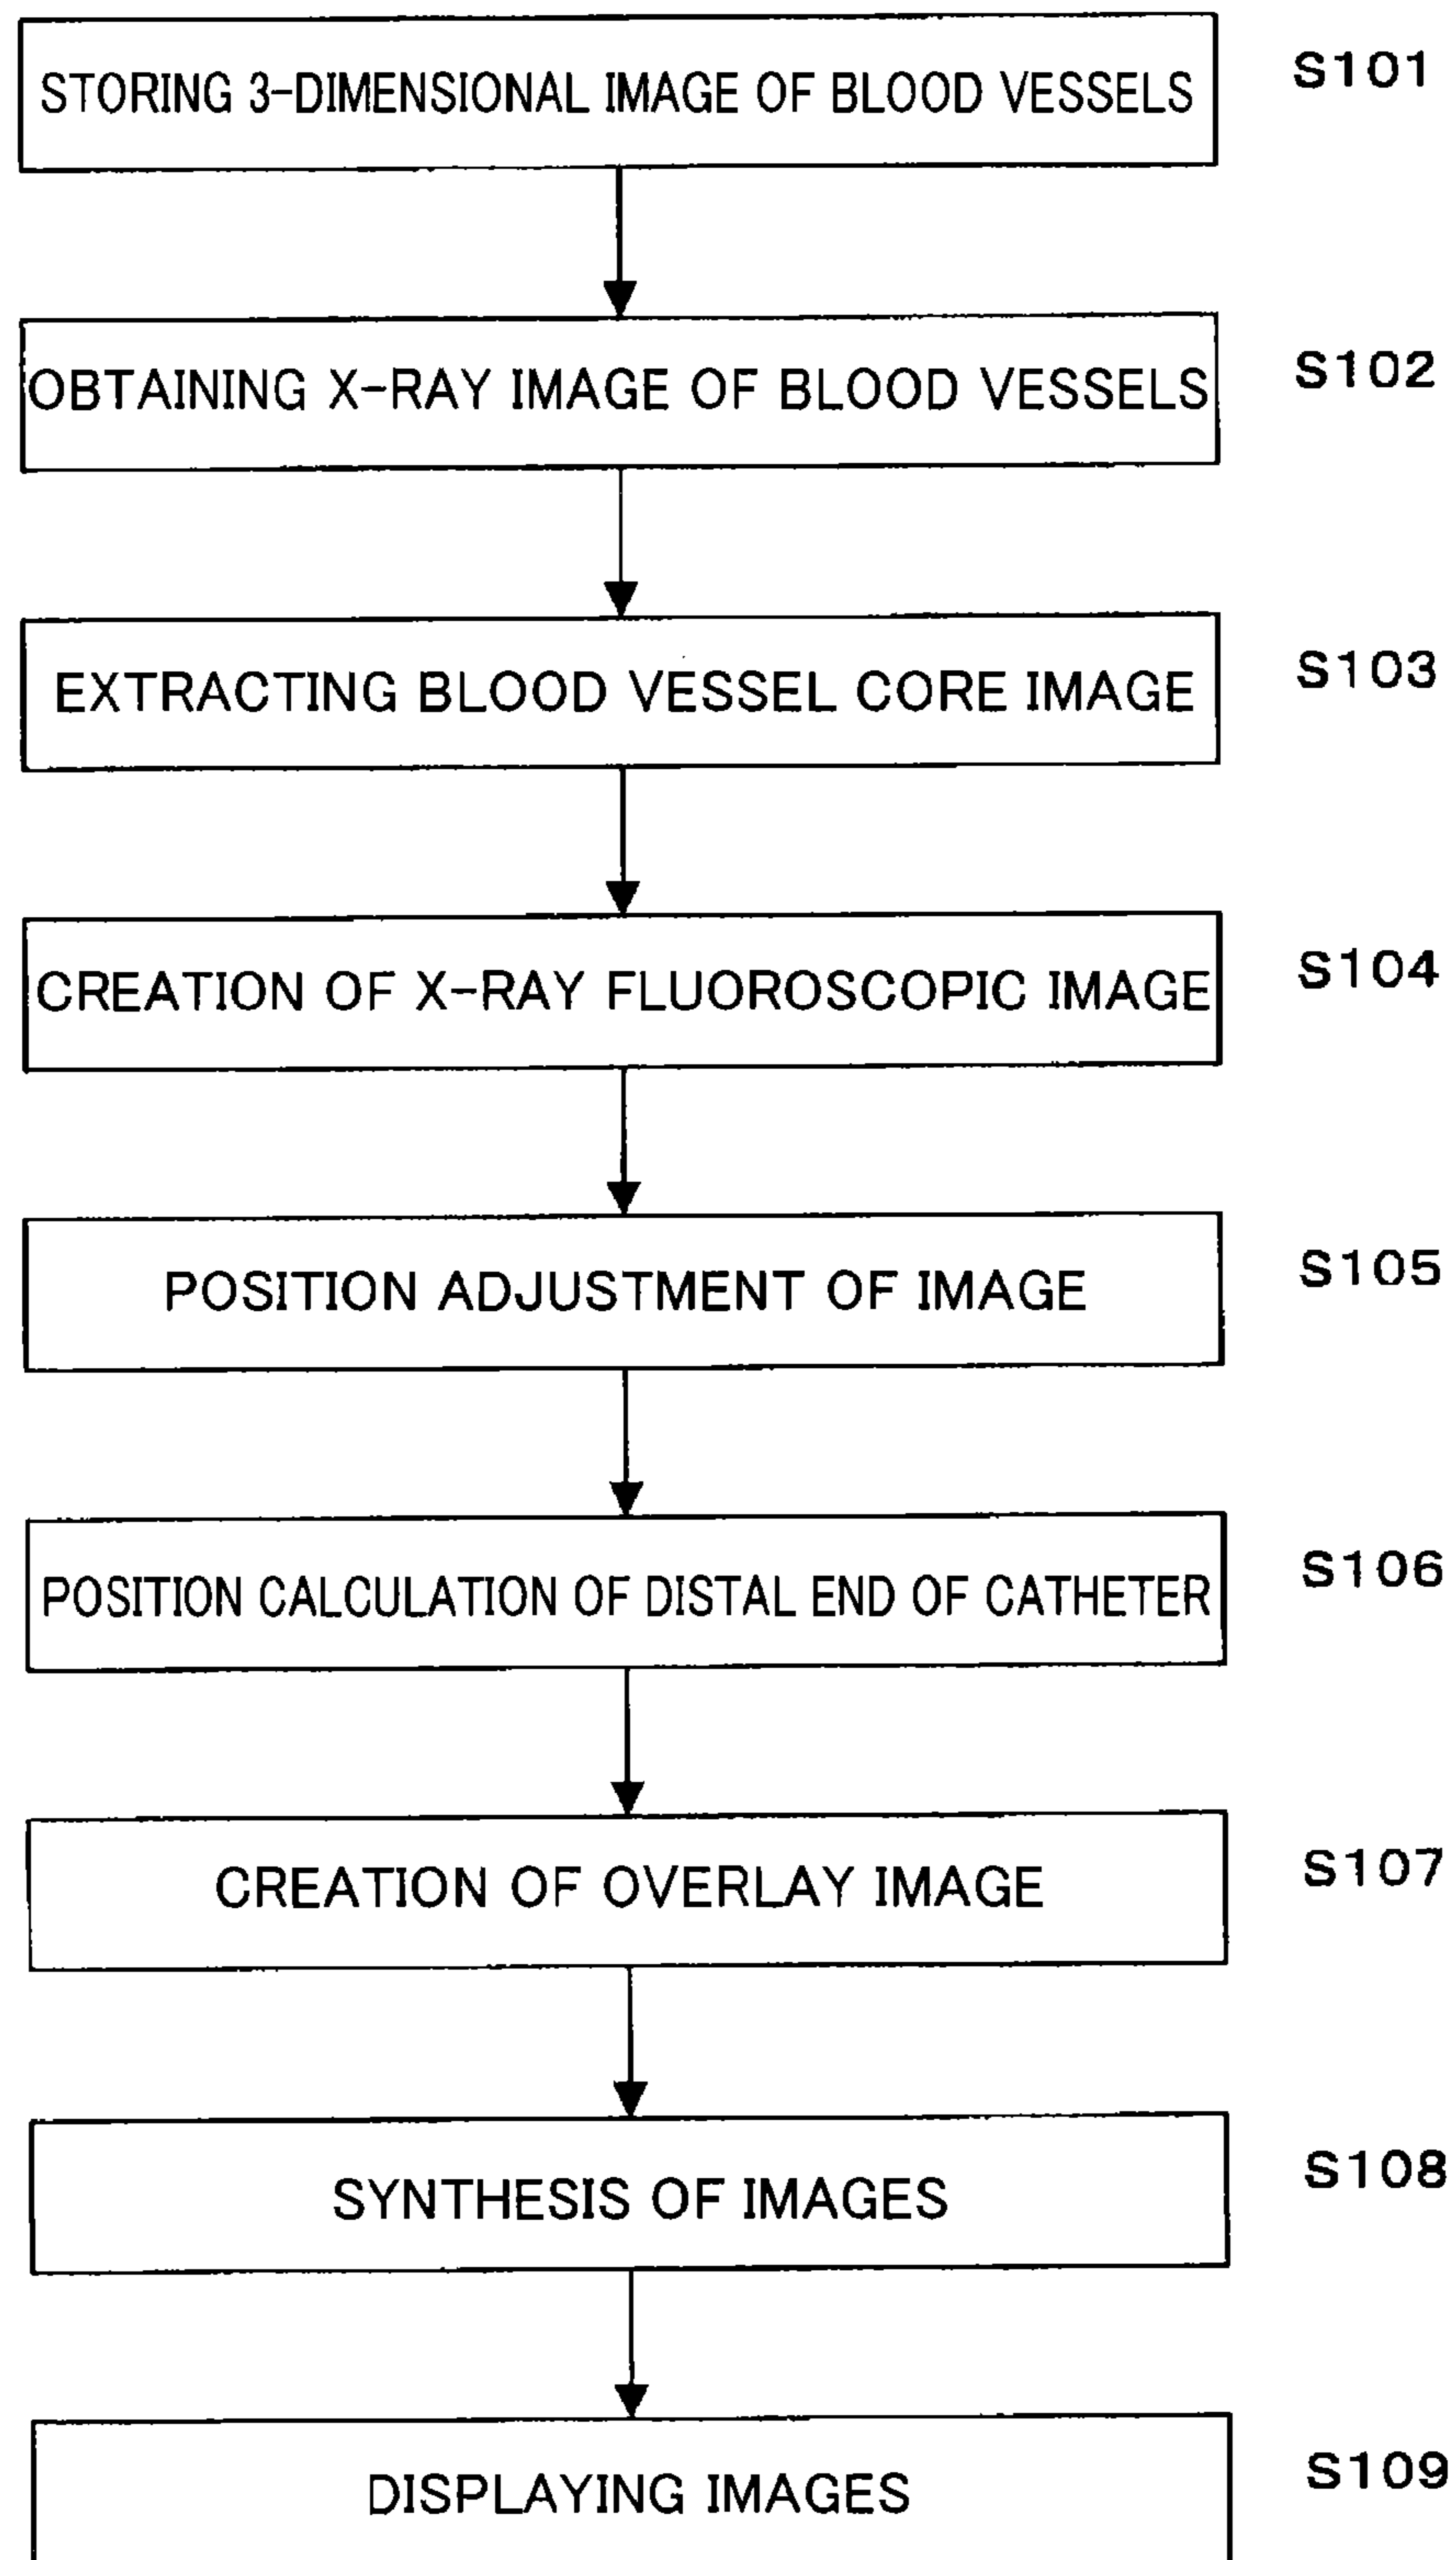 STORING 3-DIMENSIONAL IMAGE OF BLOOD VESSELS S101
OBTAINING X-RAY IMAGE OF BLOOD VESSELS S102
EXTRACTING BLOOD VESSEL CORE IMAGE S103
CREATION OF X-RAY FLUOROSCOPIC IMAGE S104
POSITION ADJUSTMENT OF IMAGE S105
POSITION CALCULATION OF DISTAL END OF CATHETER S106
CREATION OF OVERLAY IMAGE S107
SYNTHESIS OF IMAGES S108
DISPLAYING IMAGES S109